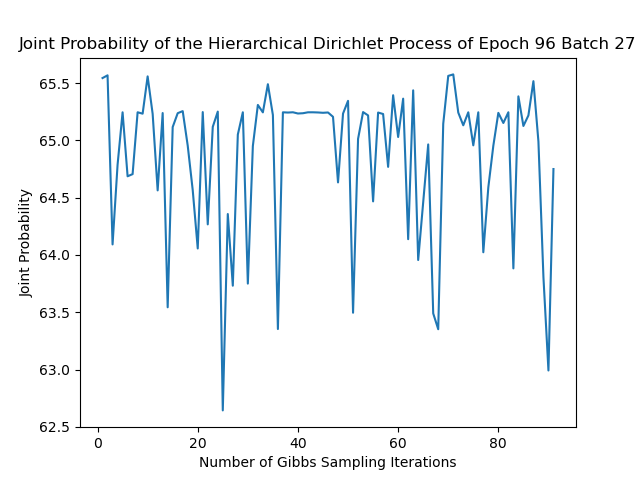 Joint Probability of the Hierarchical Dirichlet Process of Epoch 96 Batch 27
65.5
65.0
64.5
64.0
63.5
63.0
62.5
Joint Probability
0 20 40 60 80
Number of Gibbs Sampling Iterations